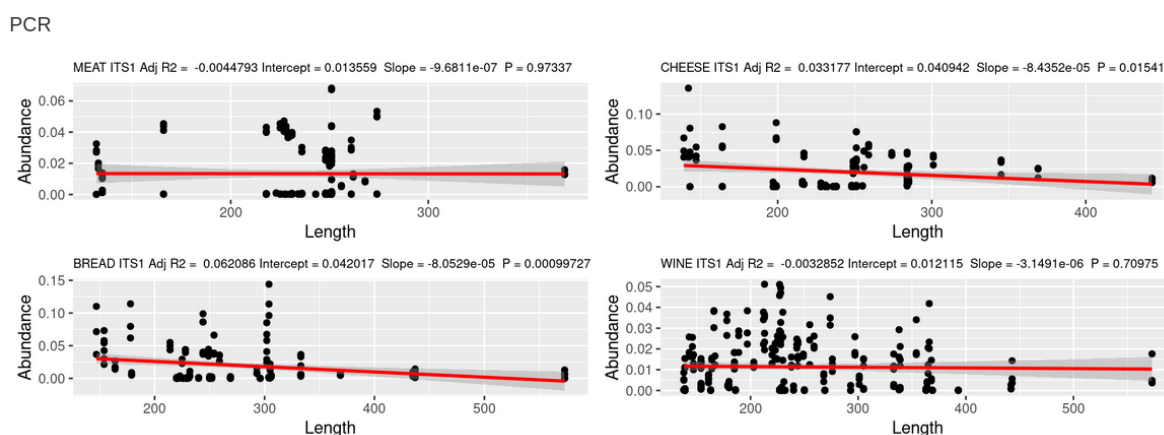 PCR
MEAT ITS1 Adj R2 = -0.0044793 Intercept = 0.013559 Slope = -9.6811e-07 P = 0.97337
Abundance
0.06
0.04
0.02
0.00
200 300
Length
CHEESE ITS1 Adj R2 = 0.033177 Intercept = 0.040942 Slope = -8.4352e-05 P = 0.01541
Abundance
0.10
0.05
0.00
200 300 400
Length
BREAD ITS1 Adj R2 = 0.062086 Intercept = 0.042017 Slope = -8.0529e-05 P = 0.00099727
Abundance
0.15
0.10
0.05
0.00
200 300 400 500
Length
WINE ITS1 Adj R2 = -0.0032852 Intercept = 0.012115 Slope = -3.1491e-06 P = 0.70975
Abundance
0.05
0.04
0.03
0.02
0.01
0.00
200 300 400 500
Length